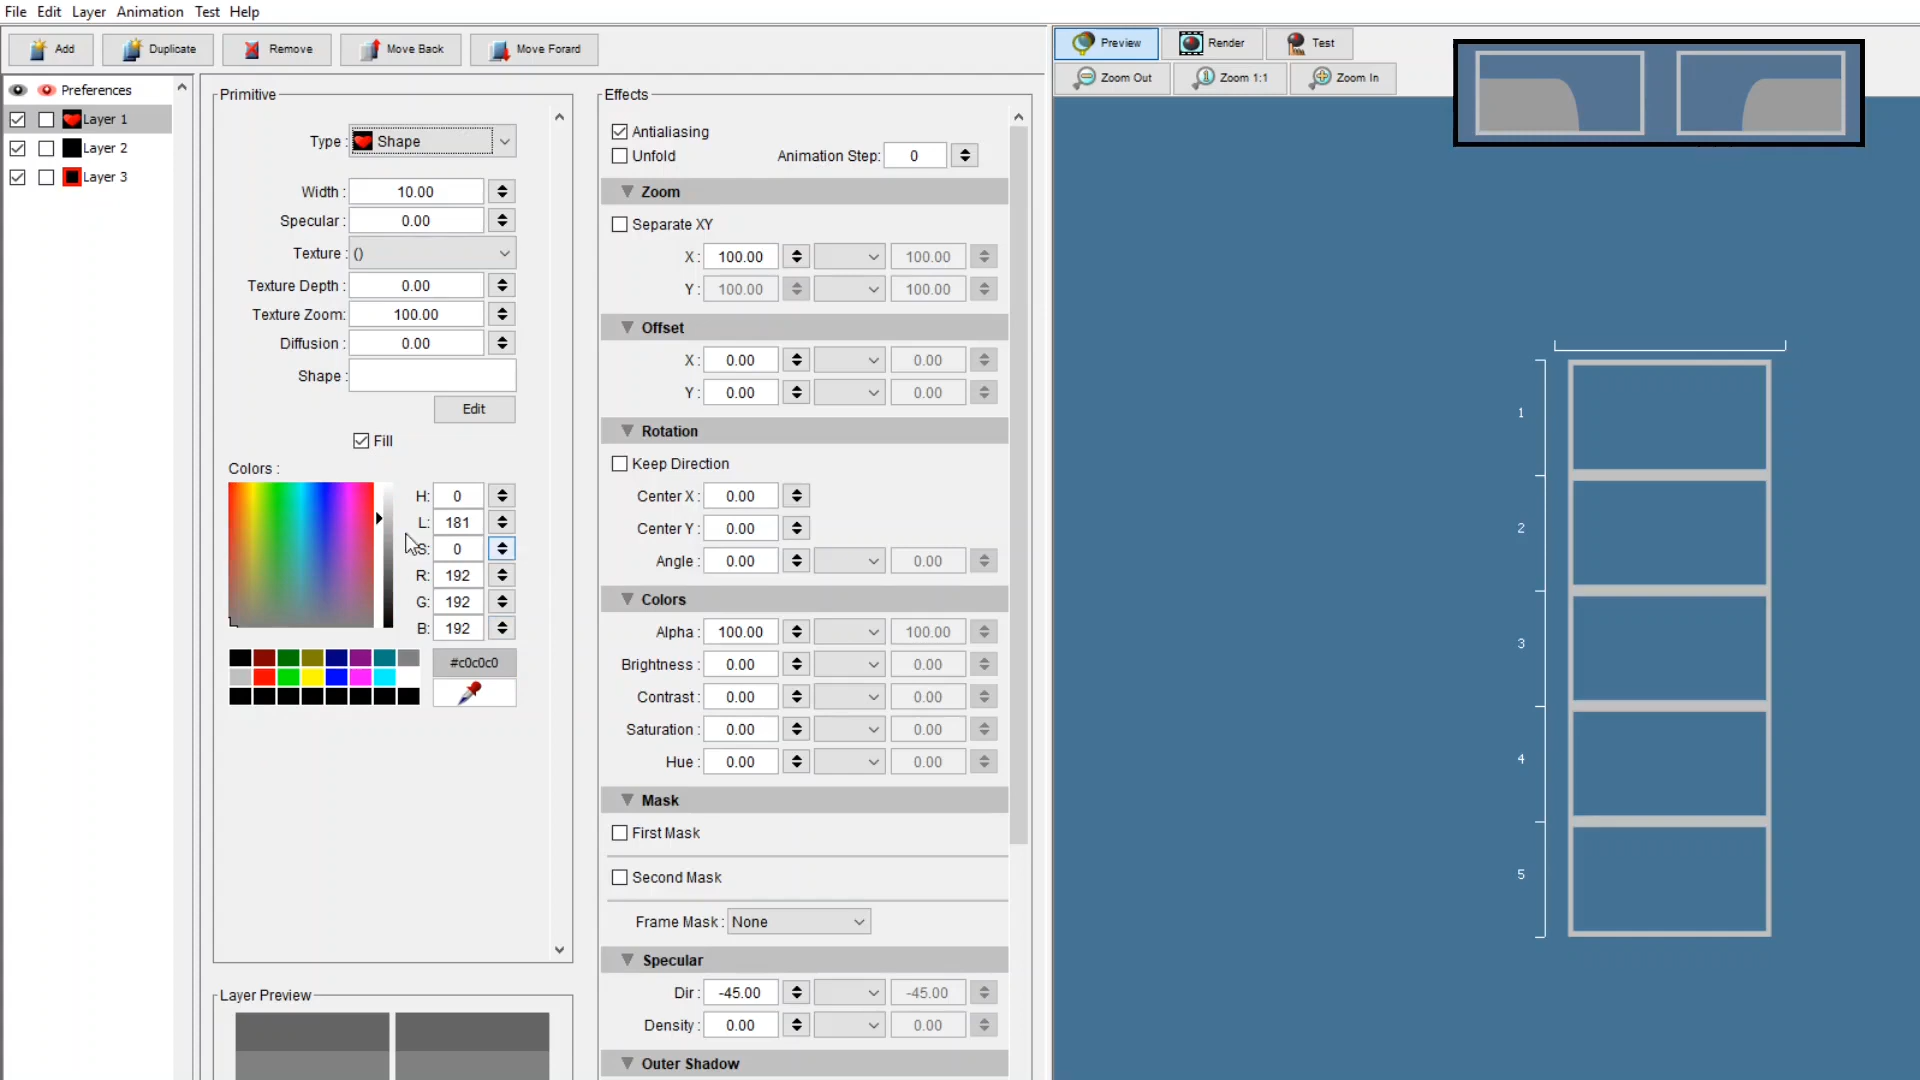 File Edit Layer Animation Test Help
Add Duplicate Remove Move Back Move Forard
Preview Render Test
Zoom Out Zoom 1:1 Zoom In
Preferences
Layer 1
Layer 2
Layer 3
Primitive
Type : Shape
Width : 10.00
Specular : 0.00
Texture : ()
Texture Depth : 0.00
Texture Zoom: 100.00
Diffusion : 0.00
Shape :
Edit
Fill
Colors :
H: 0
L: 181
S: 0
R: 192
G: 192
B: 192
#c0c0c0
Layer Preview
Effects
Antialiasing
Unfold Animation Step: 0
Zoom
Separate XY
X : 100.00 100.00
Y : 100.00 100.00
Offset
X : 0.00 0.00
Y : 0.00 0.00
Rotation
Keep Direction
Center X : 0.00
Center Y : 0.00
Angle : 0.00 0.00
Colors
Alpha : 100.00 100.00
Brightness : 0.00 0.00
Contrast : 0.00 0.00
Saturation : 0.00 0.00
Hue : 0.00 0.00
Mask
First Mask
Second Mask
Frame Mask : None
Specular
Dir : -45.00 -45.00
Density : 0.00 0.00
Outer Shadow
1
2
3
4
5